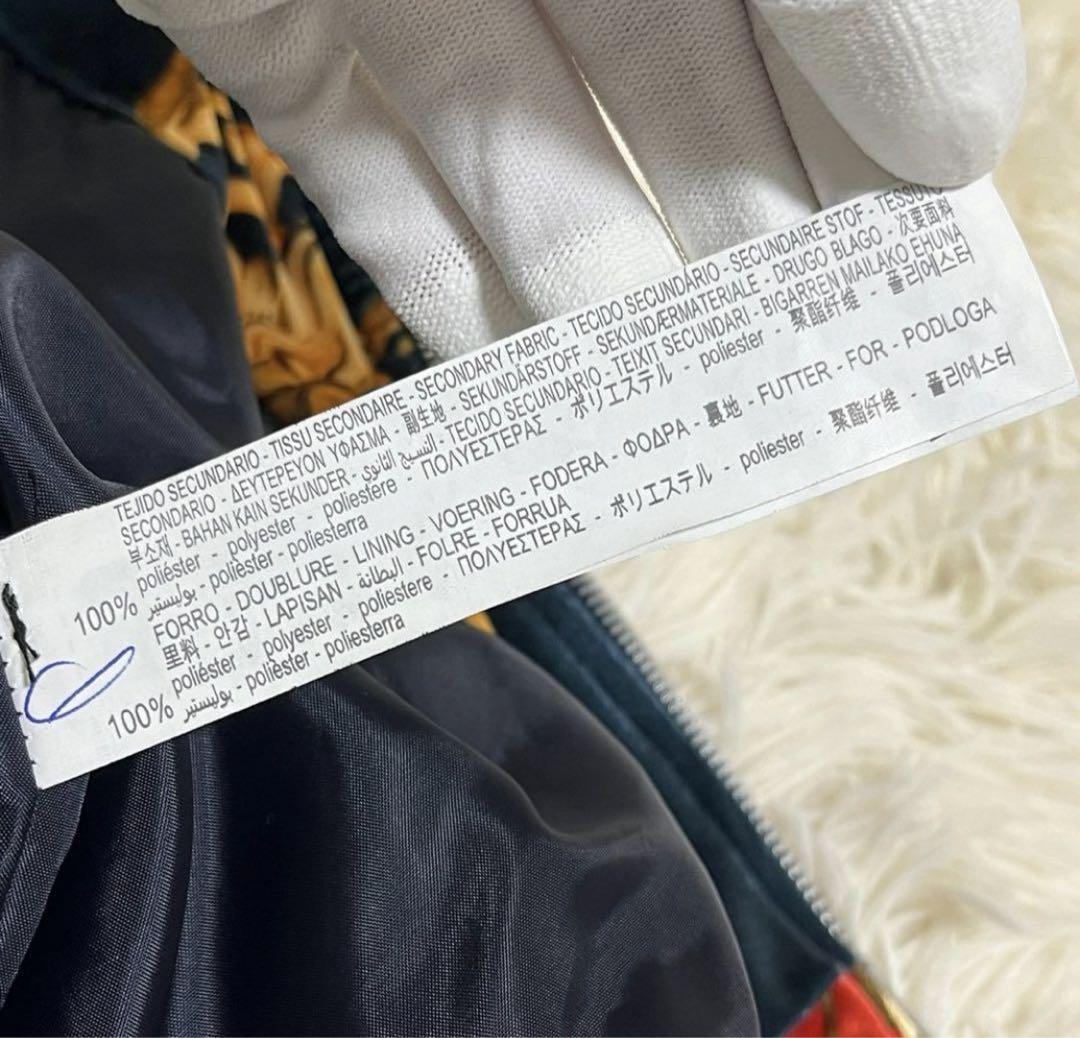 TEJIDO SECUNDARIO - TISSU SECONDAIRE - SECONDARY FABRIC - TECIDO SECUNDÁRIO - SECUNDAIRE STOF - TESSUTO
SECONDARIO - ΔΕΥΤΕΡΕΥΟΝ ΥΦΑΣΜΑ - 副生地 - SEKUNDÄRSTOFF - SEKUNDÆRMATERIALE - DRUGO BLAGO - 次要面料
부소재 - BAHAN KAIN SEKUNDER - النسيج الثانوي - TECIDO SECUNDARIO - TEIXIT SECUNDARI - BIGARREN MAILAKO EHUNA
100% poliéster - polyester - poliestere - ΠΟΛΥΕΣΤΕΡΑΣ - ポリエステル - poliester - 聚酯纤维 - 폴리에스터
بوليستير - poliéster - polièster - poliesterra
FORRO - DOUBLURE - LINING - VOERING - FODERA - ΦΟΔΡΑ - 裏地 - FUTTER - FOR - PODLOGA
里料 - 안감 - LAPISAN - البطانة - FOLRE - FORRUA
100% poliéster - polyester - poliestere - ΠΟΛΥΕΣΤΕΡΑΣ - ポリエステル - poliester - 聚酯纤维 - 폴리에스터
بوليستير - poliéster - polièster - poliesterra